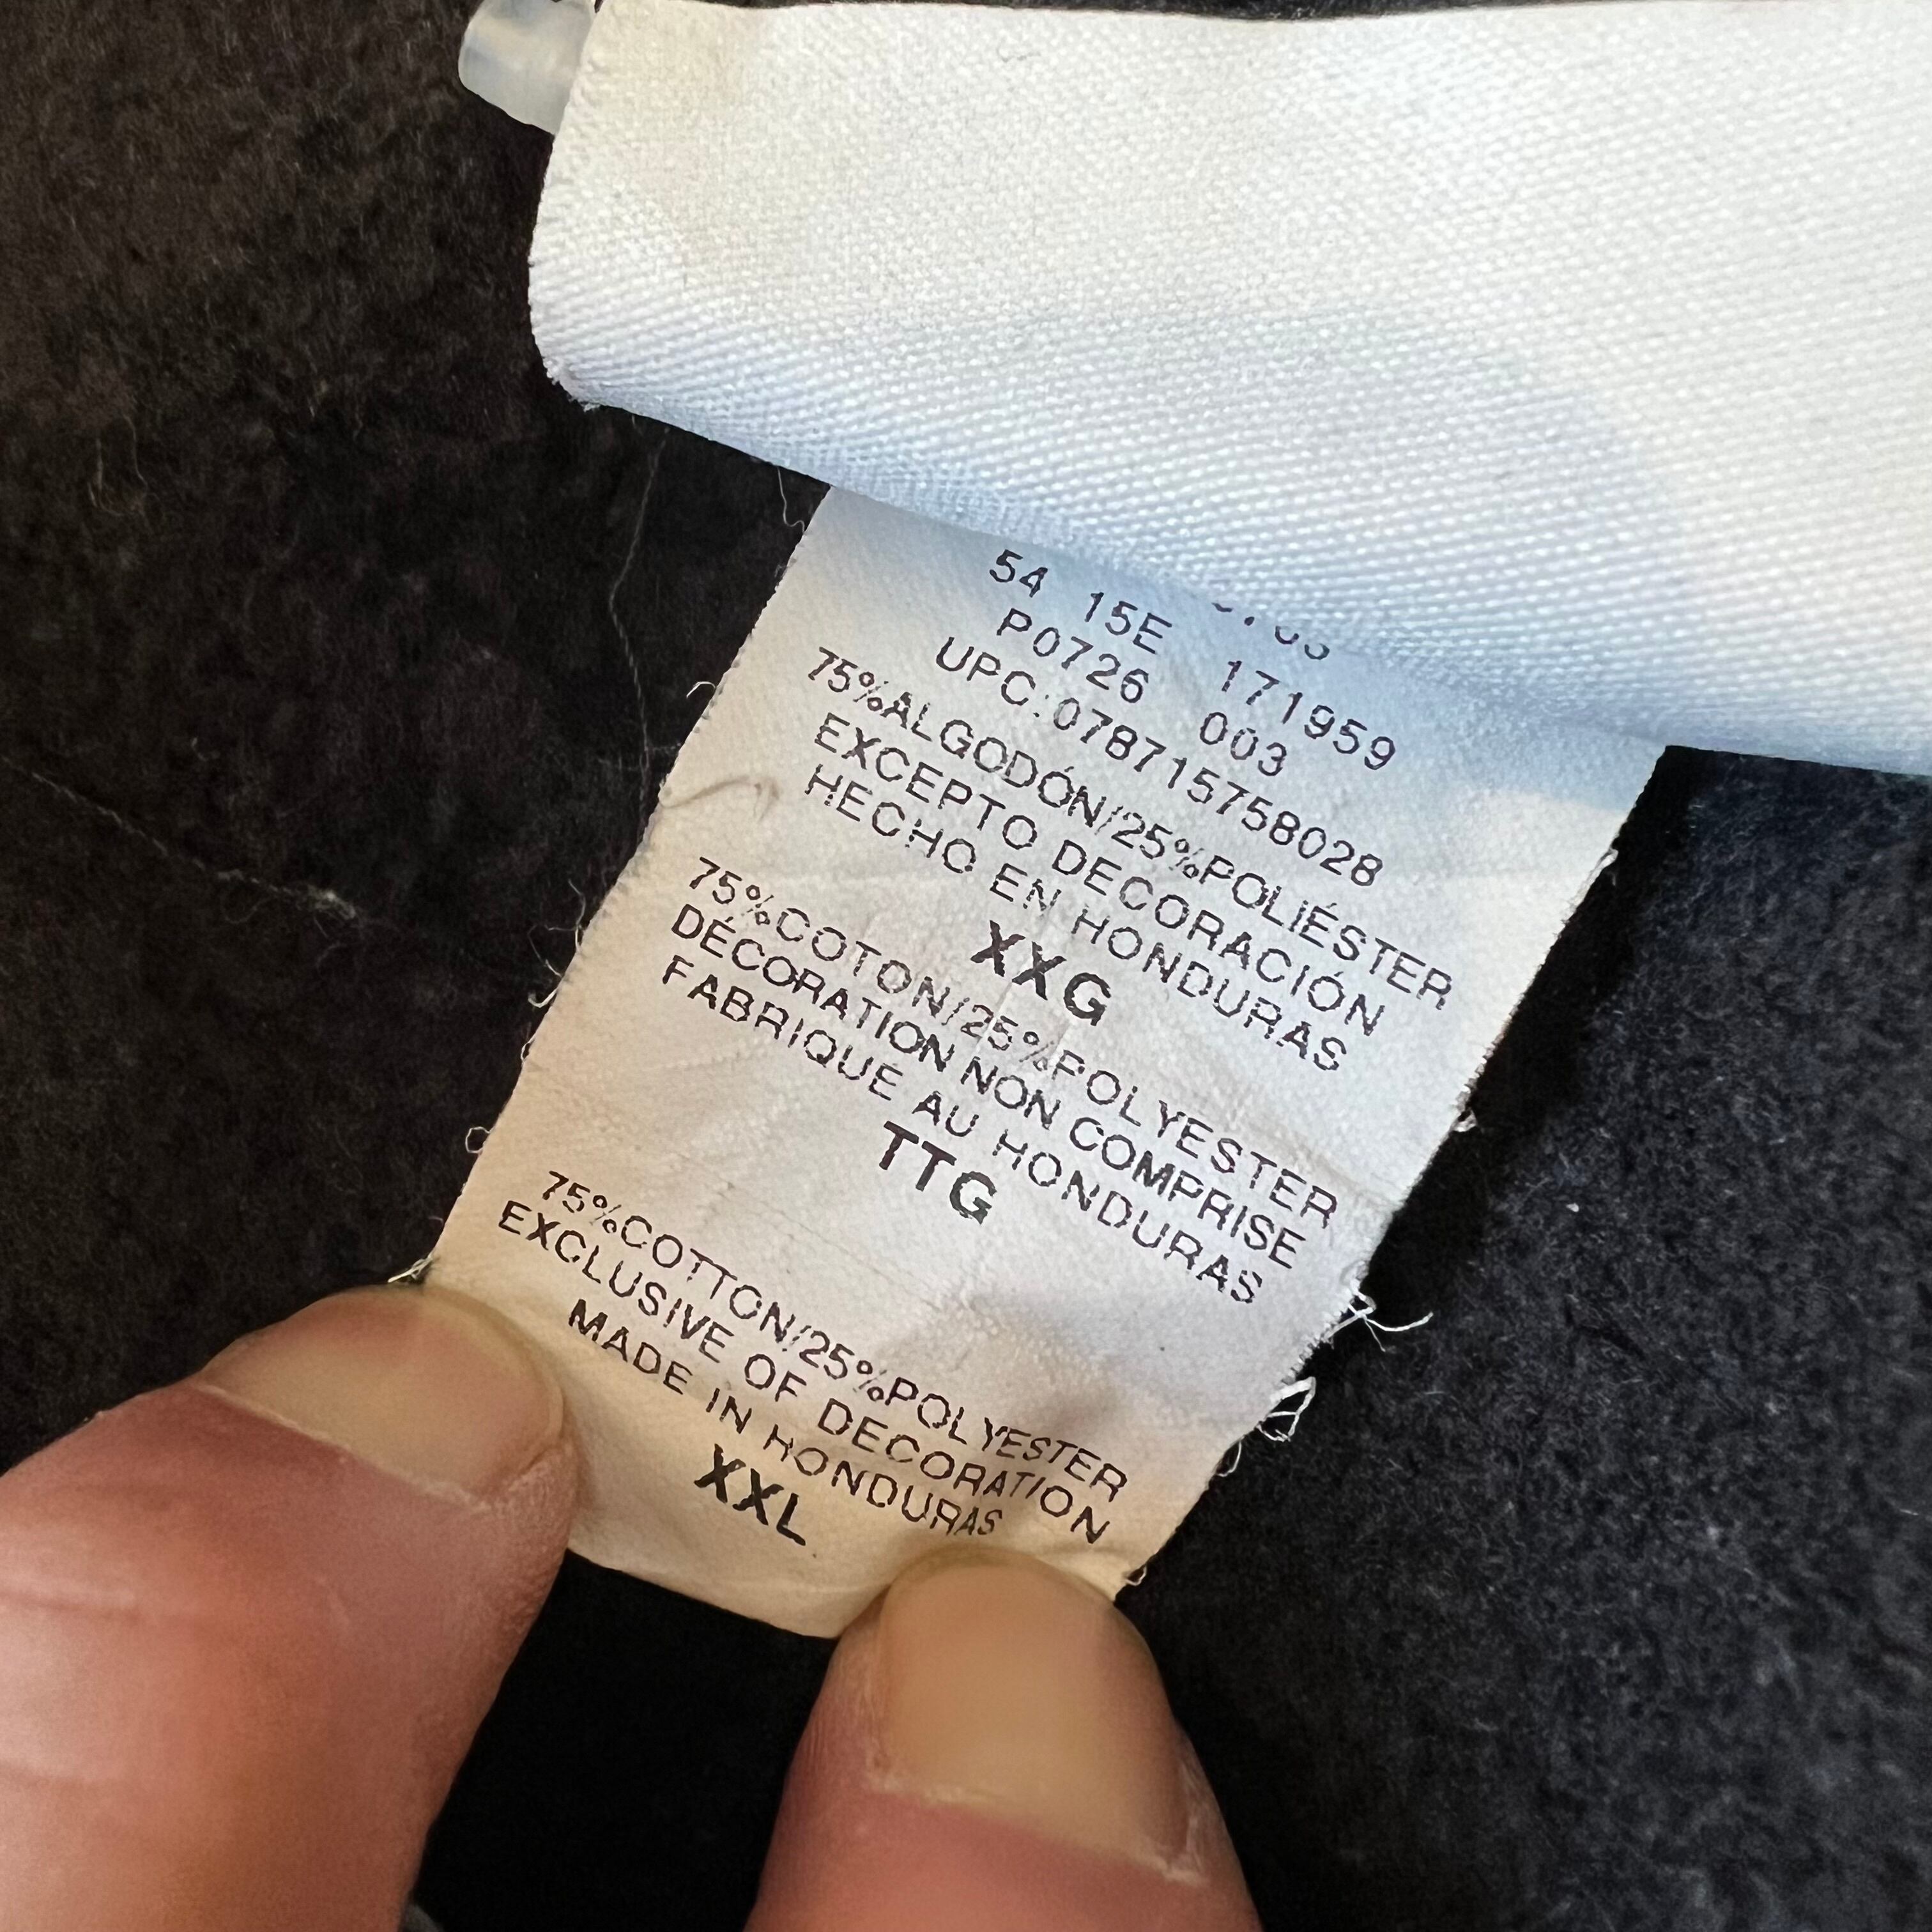 54 15E 171959
P0726 003
UPC:078715758028
75%ALGODÓN/25%POLIÉSTER
EXCEPTO DECORACIÓN
HECHO EN HONDURAS
XXG
75%COTON/25%POLYESTER
DÉCORATION NON COMPRISE
FABRIQUE AU HONDURAS
TTG
75%COTTON/25%POLYESTER
EXCLUSIVE OF DECORATION
MADE IN HONDURAS
XXL